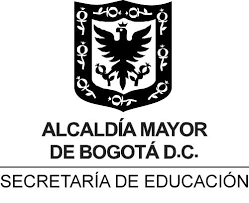 ALCALDÍA MAYOR
DE BOGOTÁ D.C.
SECRETARÍA DE EDUCACIÓN